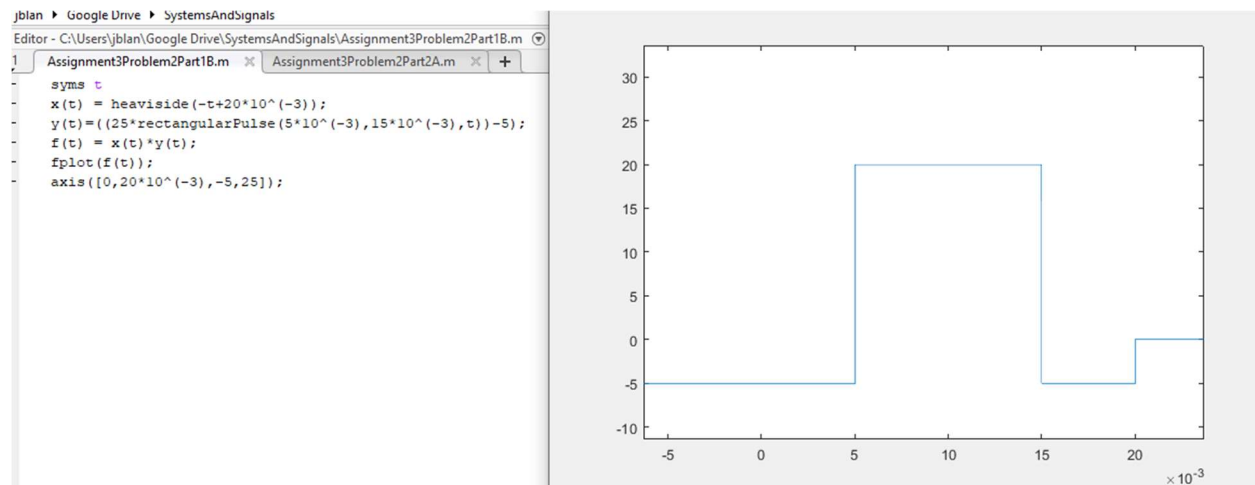 jblan ▸ Google Drive ▸ SystemsAndSignals
Editor - C:\Users\jblan\Google Drive\SystemsAndSignals\Assignment3Problem2Part1B.m
1 Assignment3Problem2Part1B.m × Assignment3Problem2Part2A.m × +
syms t
x(t) = heaviside(-t+20*10^(-3));
y(t)=((25*rectangularPulse(5*10^(-3),15*10^(-3),t))-5);
f(t) = x(t)*y(t);
fplot(f(t));
axis([0,20*10^(-3),-5,25]);
30
25
20
15
10
5
0
-5
-10
-5 0 5 10 15 20
×10-3